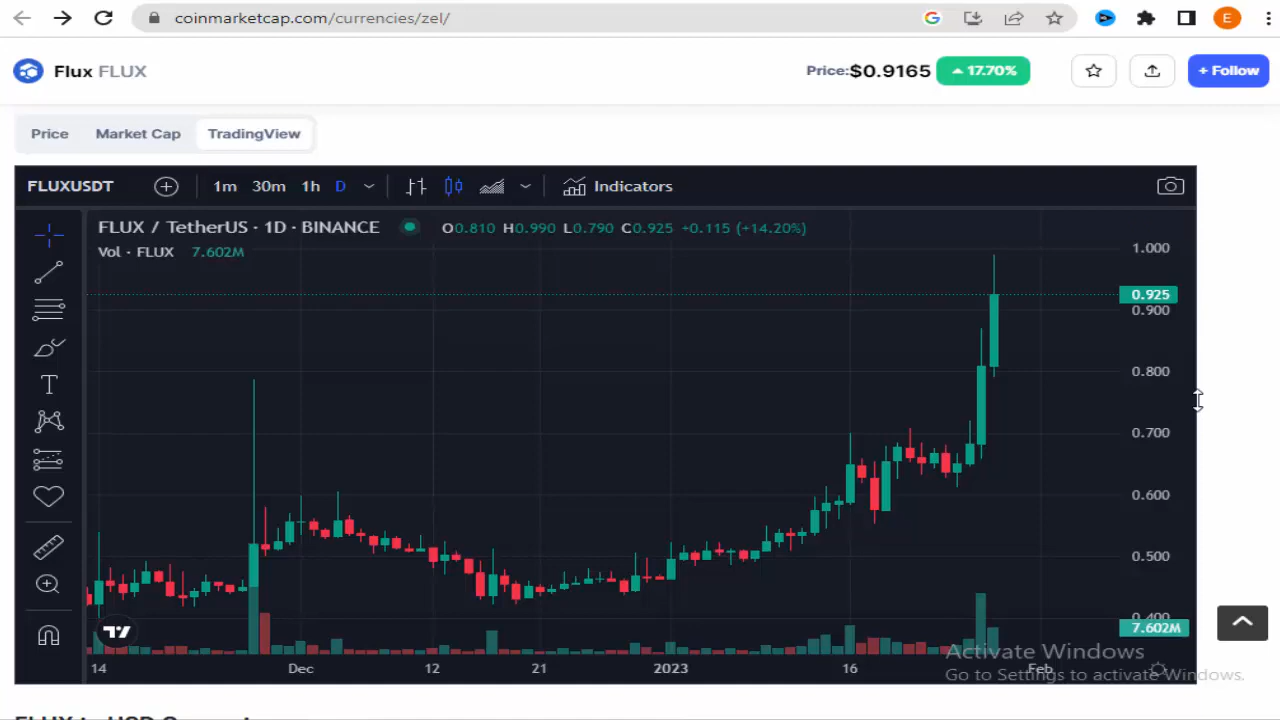 coinmarketcap.com/currencies/zel/
E
Flux FLUX
Price:$0.9165
17.70%
+ Follow
Price
Market Cap
TradingView
FLUXUSDT
1m 30m 1h D
Indicators
FLUX / TetherUS · 1D · BINANCE
O0.810 H0.990 L0.790 C0.925 +0.115 (+14.20%)
Vol · FLUX 7.602M
1.000
0.925
0.900
0.800
0.700
0.600
0.500
0.400
7.602M
14 Dec 12 21 2023 16 Feb
Activate Windows
Go to Settings to activate Windows.